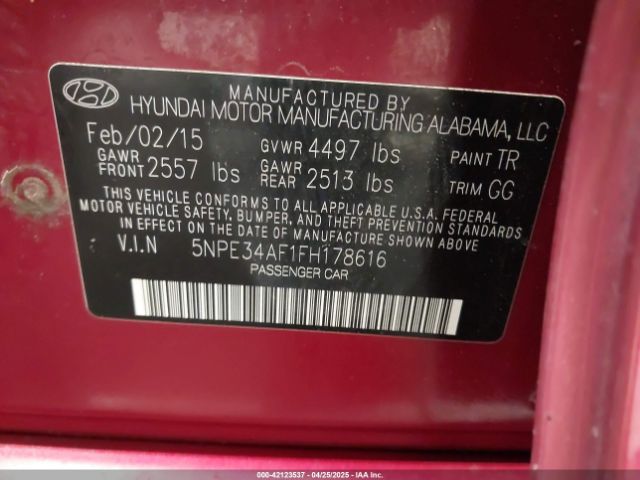 MANUFACTURED BY
HYUNDAI MOTOR MANUFACTURING ALABAMA, LLC
Feb/02/15 GVWR 4497 lbs PAINT TR
GAWR FRONT 2557 lbs GAWR REAR 2513 lbs TRIM GG
THIS VEHICLE CONFORMS TO ALL APPLICABLE U.S.A. FEDERAL
MOTOR VEHICLE SAFETY, BUMPER, AND THEFT PREVENTION STANDARDS
IN EFFECT ON THE DATE OF MANUFACTURE SHOWN ABOVE.
V.I.N 5NPE34AF1FH178616
PASSENGER CAR
000-42123537 - 04/25/2025 - IAAI.COM